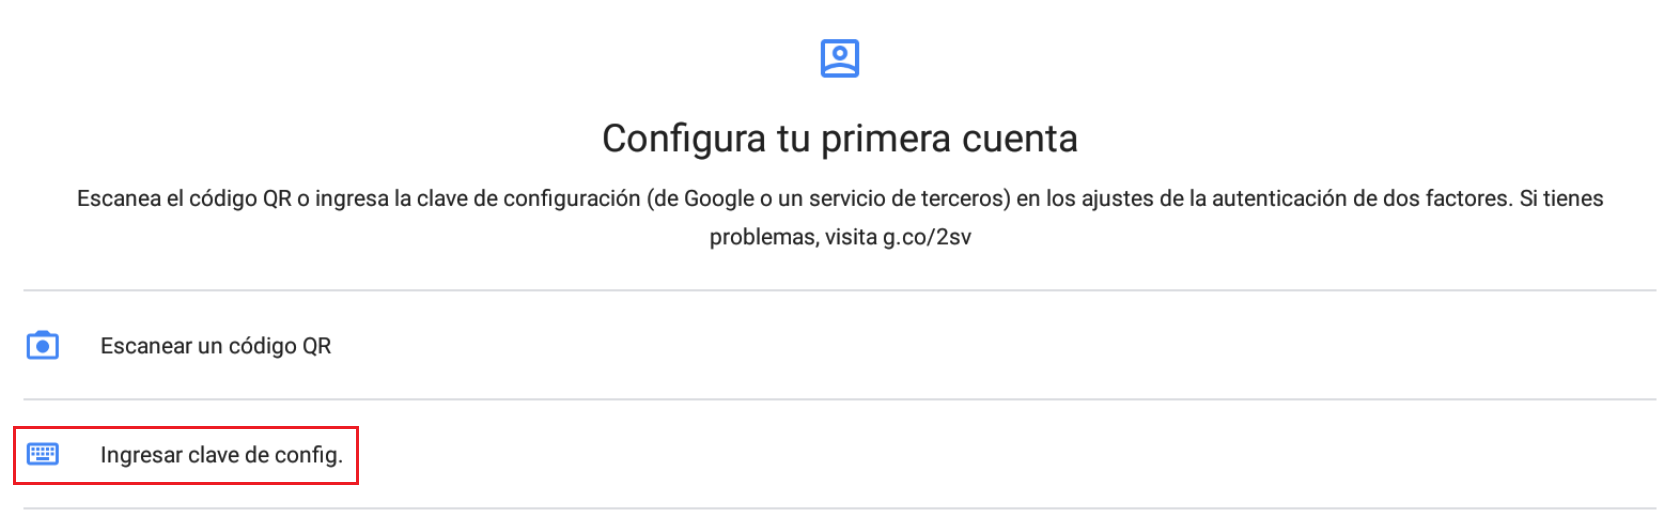 Configura tu primera cuenta
Escanea el código QR o ingresa la clave de configuración (de Google o un servicio de terceros) en los ajustes de la autenticación de dos factores. Si tienes
problemas, visita g.co/2sv
Escanear un código QR
Ingresar clave de config.